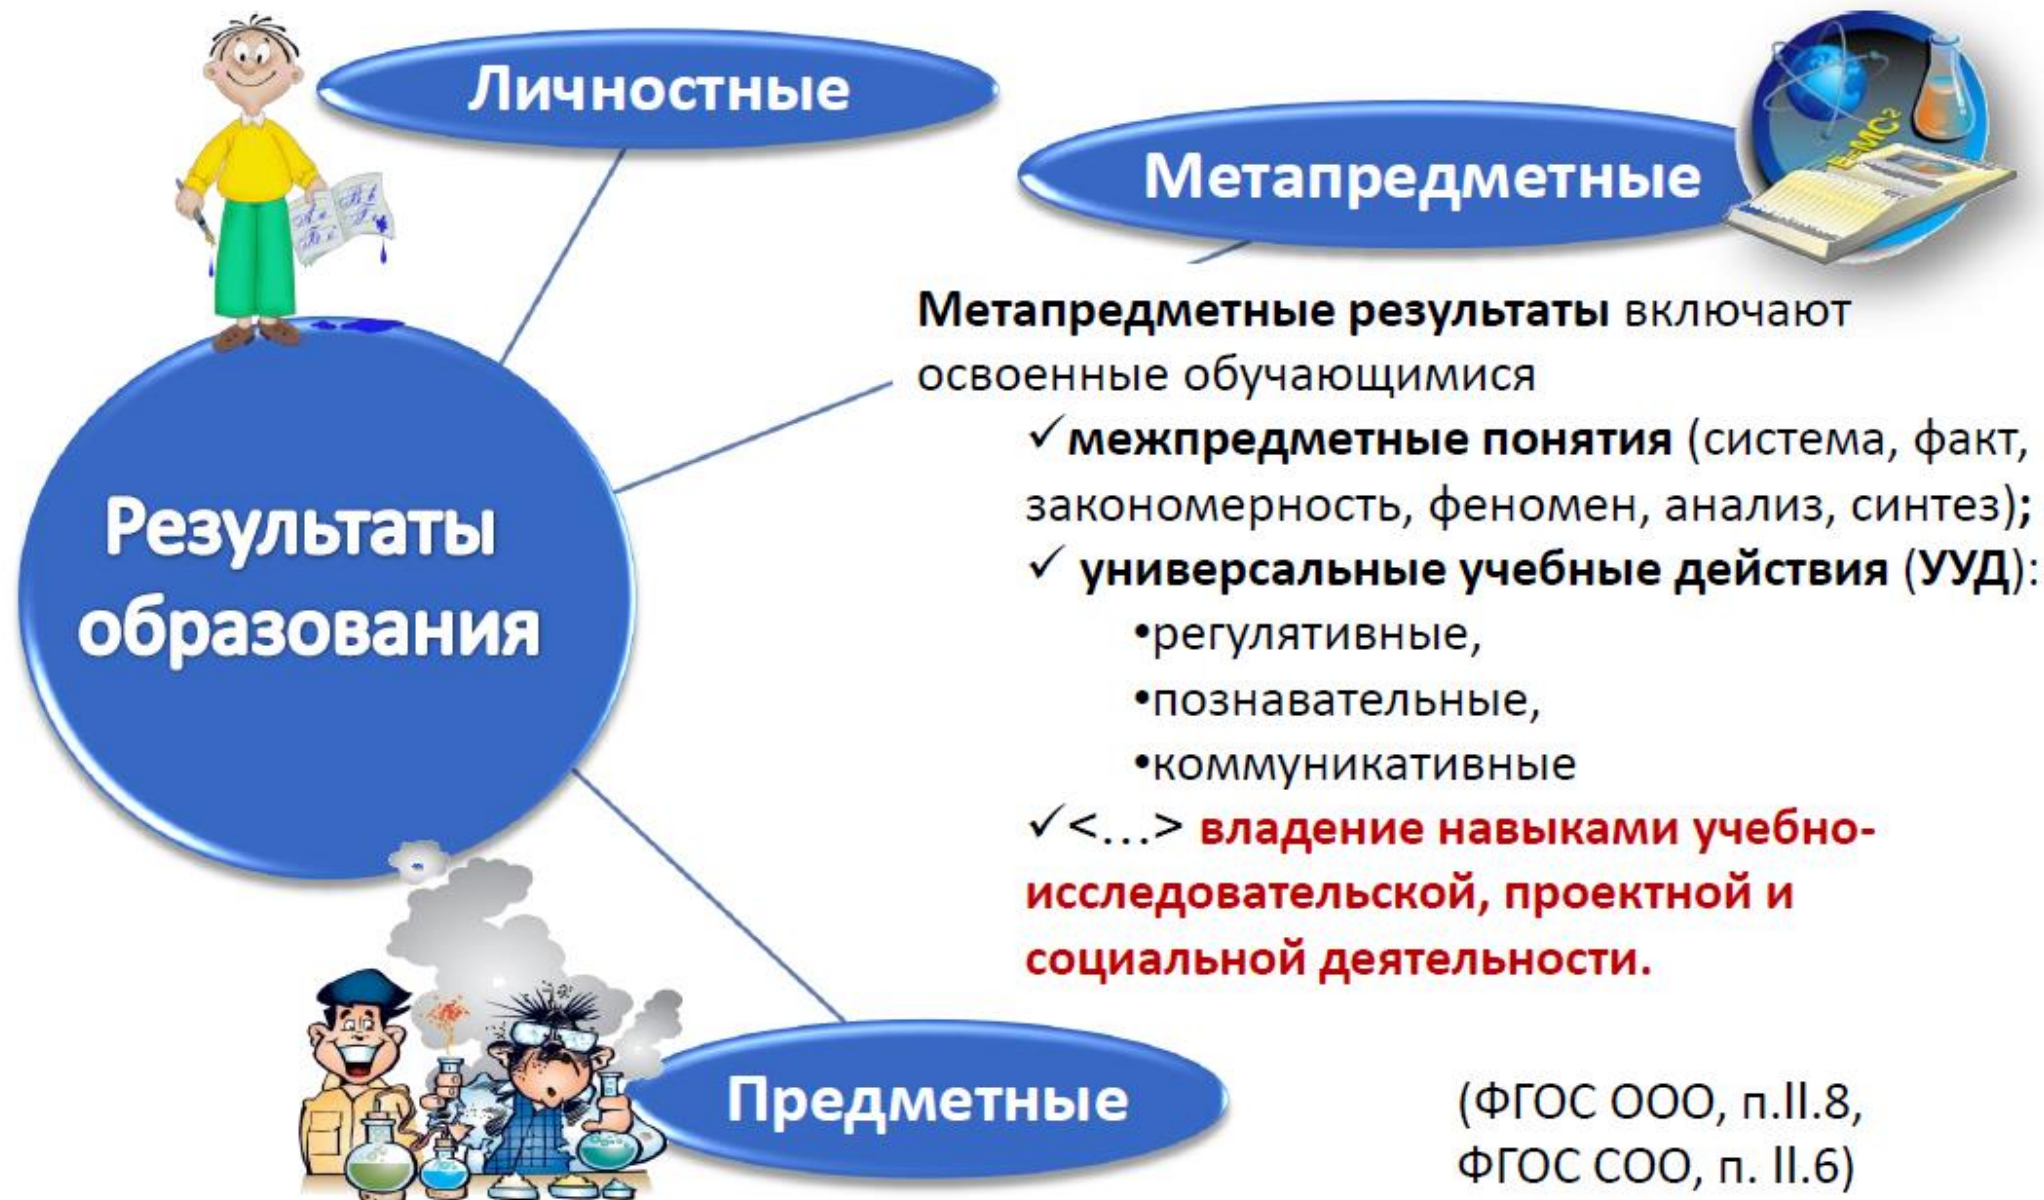 Личностные
Метапредметные
E=MC²
Метапредметные результаты включают
освоенные обучающимися
✓межпредметные понятия (система, факт,
закономерность, феномен, анализ, синтез);
✓ универсальные учебные действия (УУД):
•регулятивные,
•познавательные,
•коммуникативные
✓<…> владение навыками учебно-
исследовательской, проектной и
социальной деятельности.
Результаты
образования
Предметные
(ФГОС ООО, п.II.8,
ФГОС СОО, п. II.6)